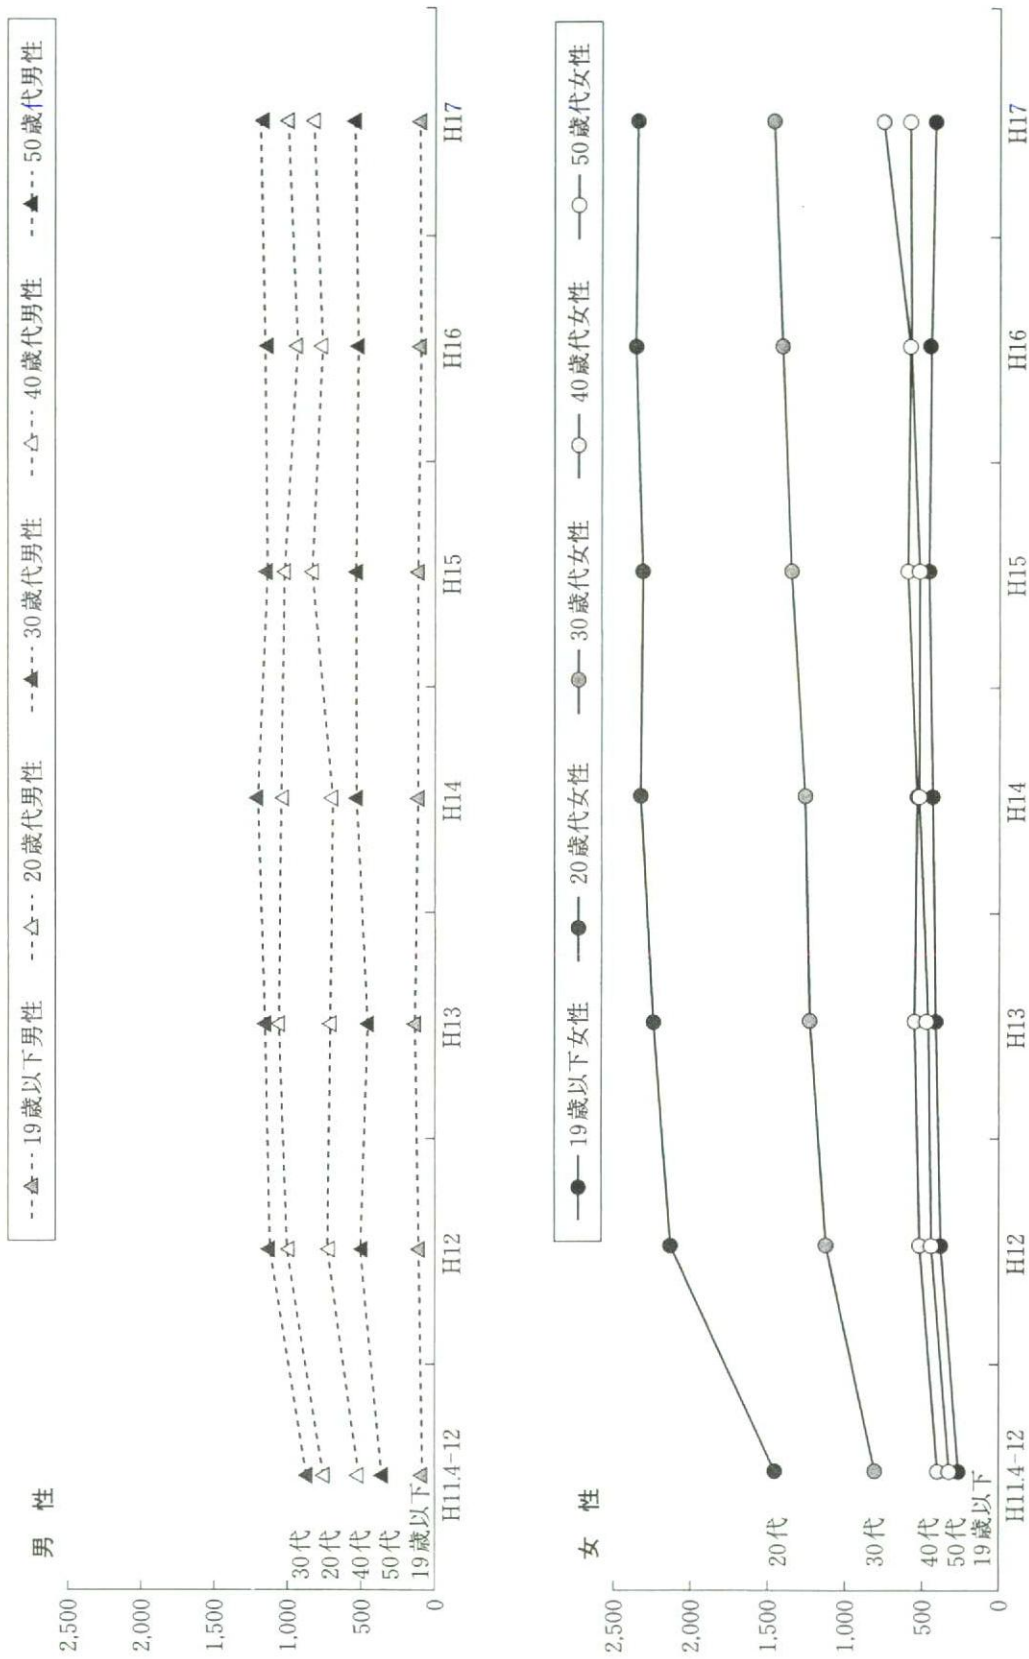 男 性
19歳以下男性 20歳代男性 30歳代男性 40歳代男性 50歳代男性
2,500
2,000
1,500
1,000
500
0
30代
20代
40代
50代
19歳以下
H11.4-12 H12 H13 H14 H15 H16 H17
女 性
19歳以下女性 20歳代女性 30歳代女性 40歳代女性 50歳代女性
2,500
2,000
1,500
1,000
500
0
20代
30代
40代
50代
19歳以下
H11.4-12 H12 H13 H14 H15 H16 H17